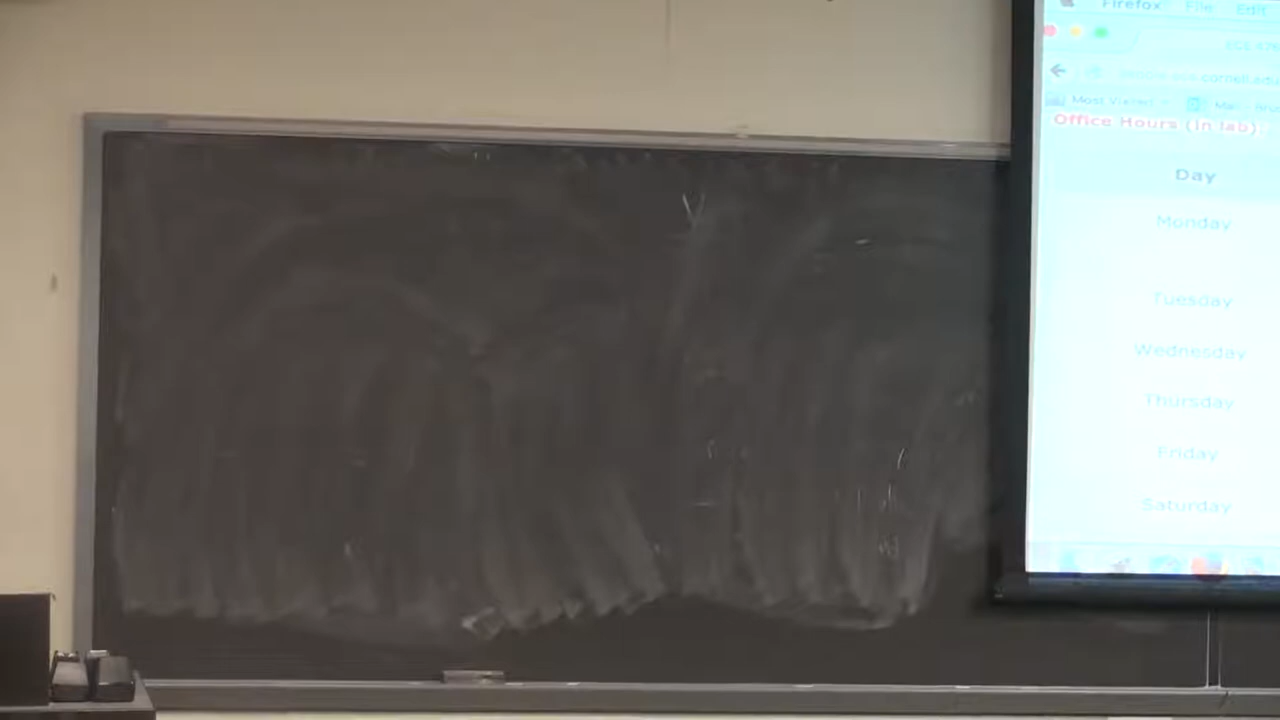 Firefox File Edit
Most Visited
Office Hours (in lab):
Day
Monday
Tuesday
Wednesday
Thursday
Friday
Saturday